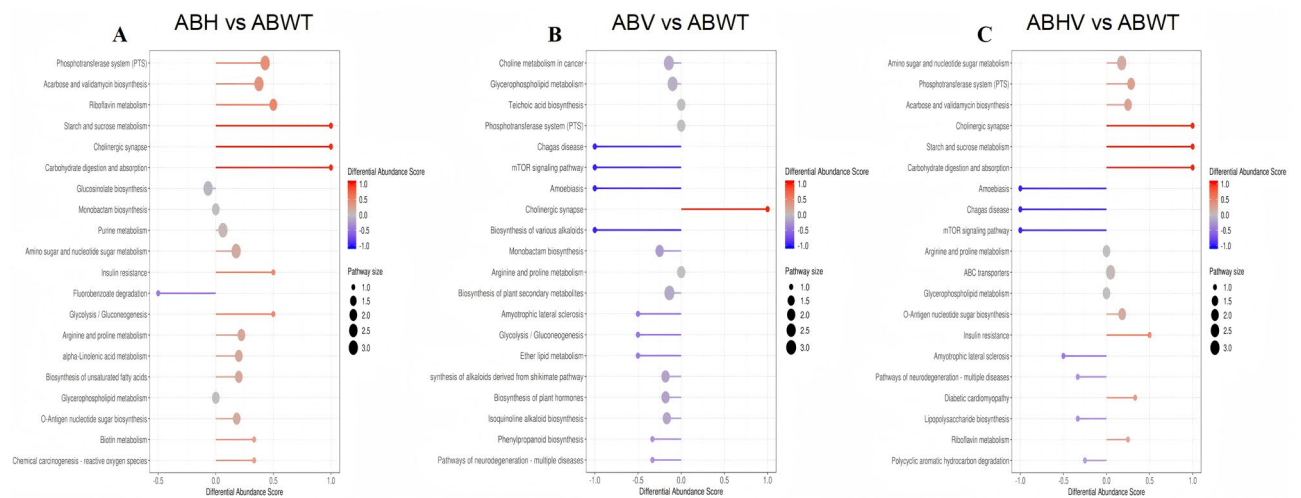 A
ABH vs ABWT
Phosphotransferase system (PTS)
Acarbose and validamycin biosynthesis
Riboflavin metabolism
Starch and sucrose metabolism
Cholinergic synapse
Carbohydrate digestion and absorption
Glucosinolate biosynthesis
Monobactam biosynthesis
Purine metabolism
Amino sugar and nucleotide sugar metabolism
Insulin resistance
Fluorobenzoate degradation
Glycolysis / Gluconeogenesis
Arginine and proline metabolism
alpha-Linolenic acid metabolism
Biosynthesis of unsaturated fatty acids
Glycerophospholipid metabolism
O-Antigen nucleotide sugar biosynthesis
Biotin metabolism
Chemical carcinogenesis - reactive oxygen species
-0.5
0.0
0.5
1.0
Differential Abundance Score
Differential Abundance Score
1.0
0.5
0.0
-0.5
-1.0
Pathway size
1.0
1.5
2.0
2.5
3.0
B
ABV vs ABWT
Choline metabolism in cancer
Glycerophospholipid metabolism
Teichoic acid biosynthesis
Phosphotransferase system (PTS)
Chagas disease
mTOR signaling pathway
Amoebiasis
Cholinergic synapse
Biosynthesis of various alkaloids
Monobactam biosynthesis
Arginine and proline metabolism
Biosynthesis of plant secondary metabolites
Amyotrophic lateral sclerosis
Glycolysis / Gluconeogenesis
Ether lipid metabolism
synthesis of alkaloids derived from shikimate pathway
Biosynthesis of plant hormones
Isoquinoline alkaloid biosynthesis
Phenylpropanoid biosynthesis
Pathways of neurodegeneration - multiple diseases
-1.0
-0.5
0.0
0.5
1.0
Differential Abundance Score
Differential Abundance Score
1.0
0.5
0.0
-0.5
-1.0
Pathway size
1.0
1.5
2.0
2.5
3.0
C
ABHV vs ABWT
Amino sugar and nucleotide sugar metabolism
Phosphotransferase system (PTS)
Acarbose and validamycin biosynthesis
Cholinergic synapse
Starch and sucrose metabolism
Carbohydrate digestion and absorption
Amoebiasis
Chagas disease
mTOR signaling pathway
Arginine and proline metabolism
ABC transporters
Glycerophospholipid metabolism
O-Antigen nucleotide sugar biosynthesis
Insulin resistance
Amyotrophic lateral sclerosis
Pathways of neurodegeneration - multiple diseases
Diabetic cardiomyopathy
Lipopolysaccharide biosynthesis
Riboflavin metabolism
Polycyclic aromatic hydrocarbon degradation
-1.0
-0.5
0.0
0.5
1.0
Differential Abundance Score
Differential Abundance Score
1.0
0.5
0.0
-0.5
-1.0
Pathway size
1.0
1.5
2.0
2.5
3.0